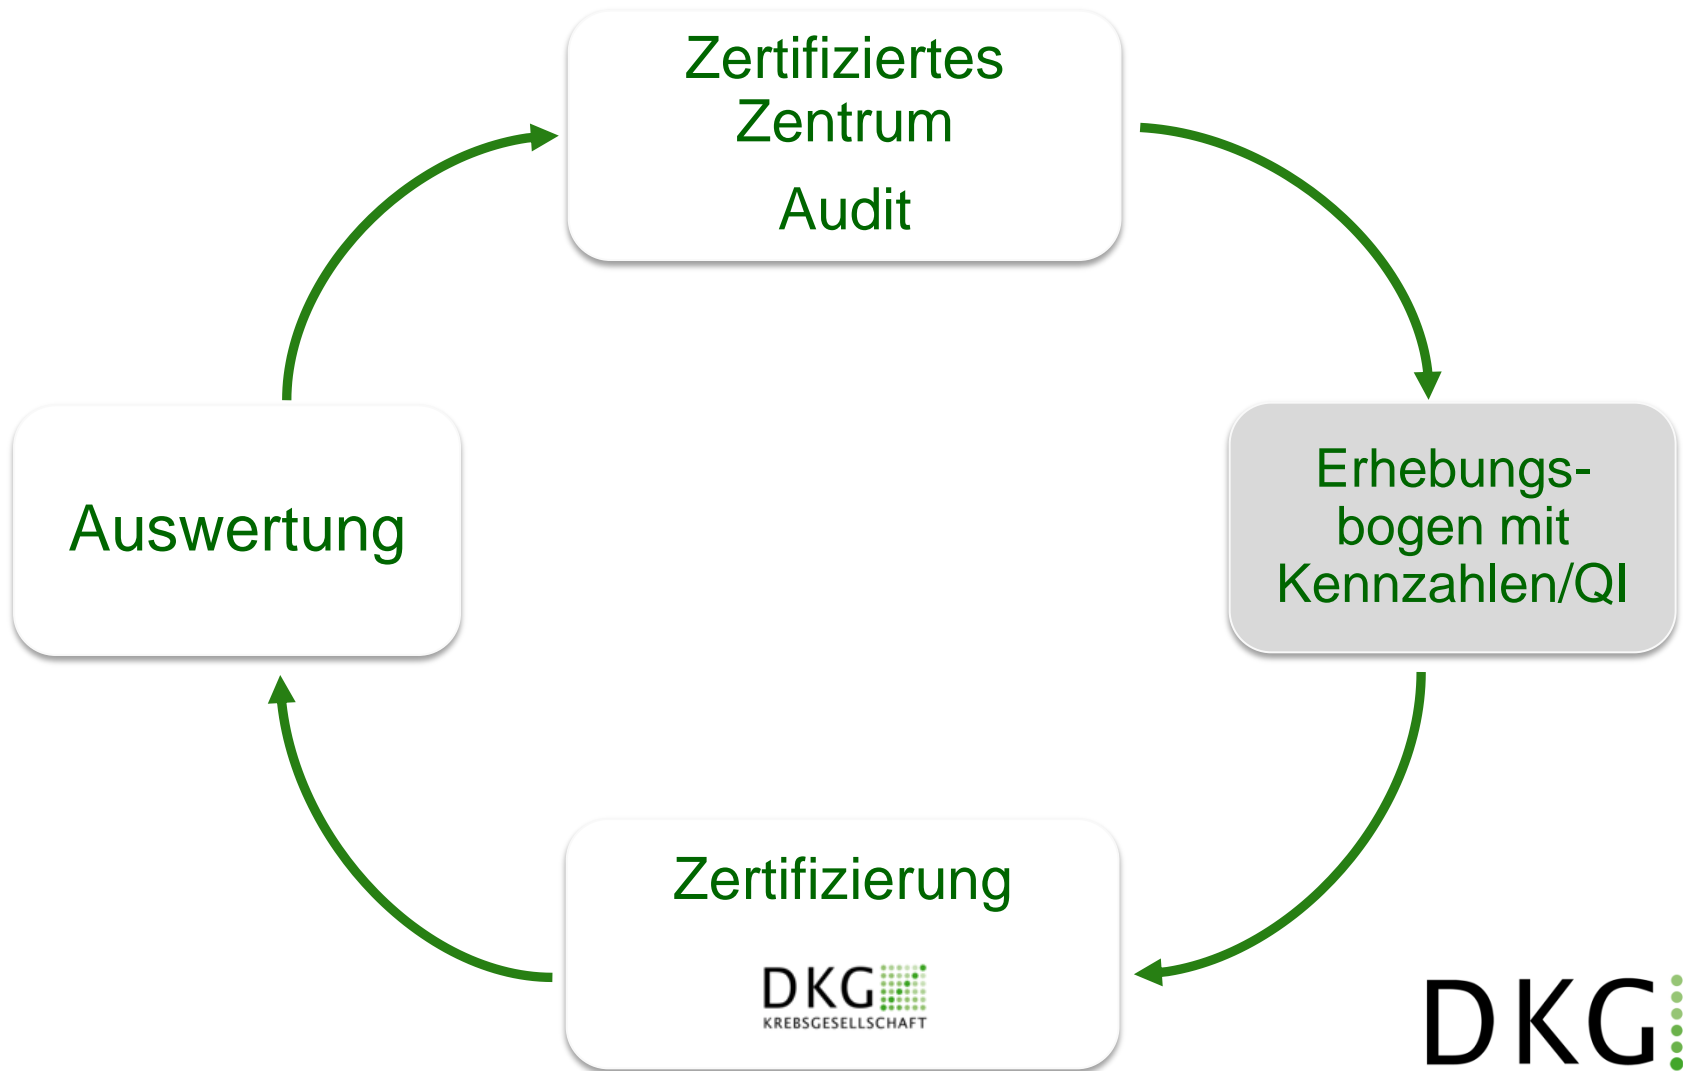 Zertifiziertes
Zentrum
Audit
Erhebungs-
bogen mit
Kennzahlen/QI
Auswertung
Zertifizierung
DKG
KREBSGESELLSCHAFT
DKG